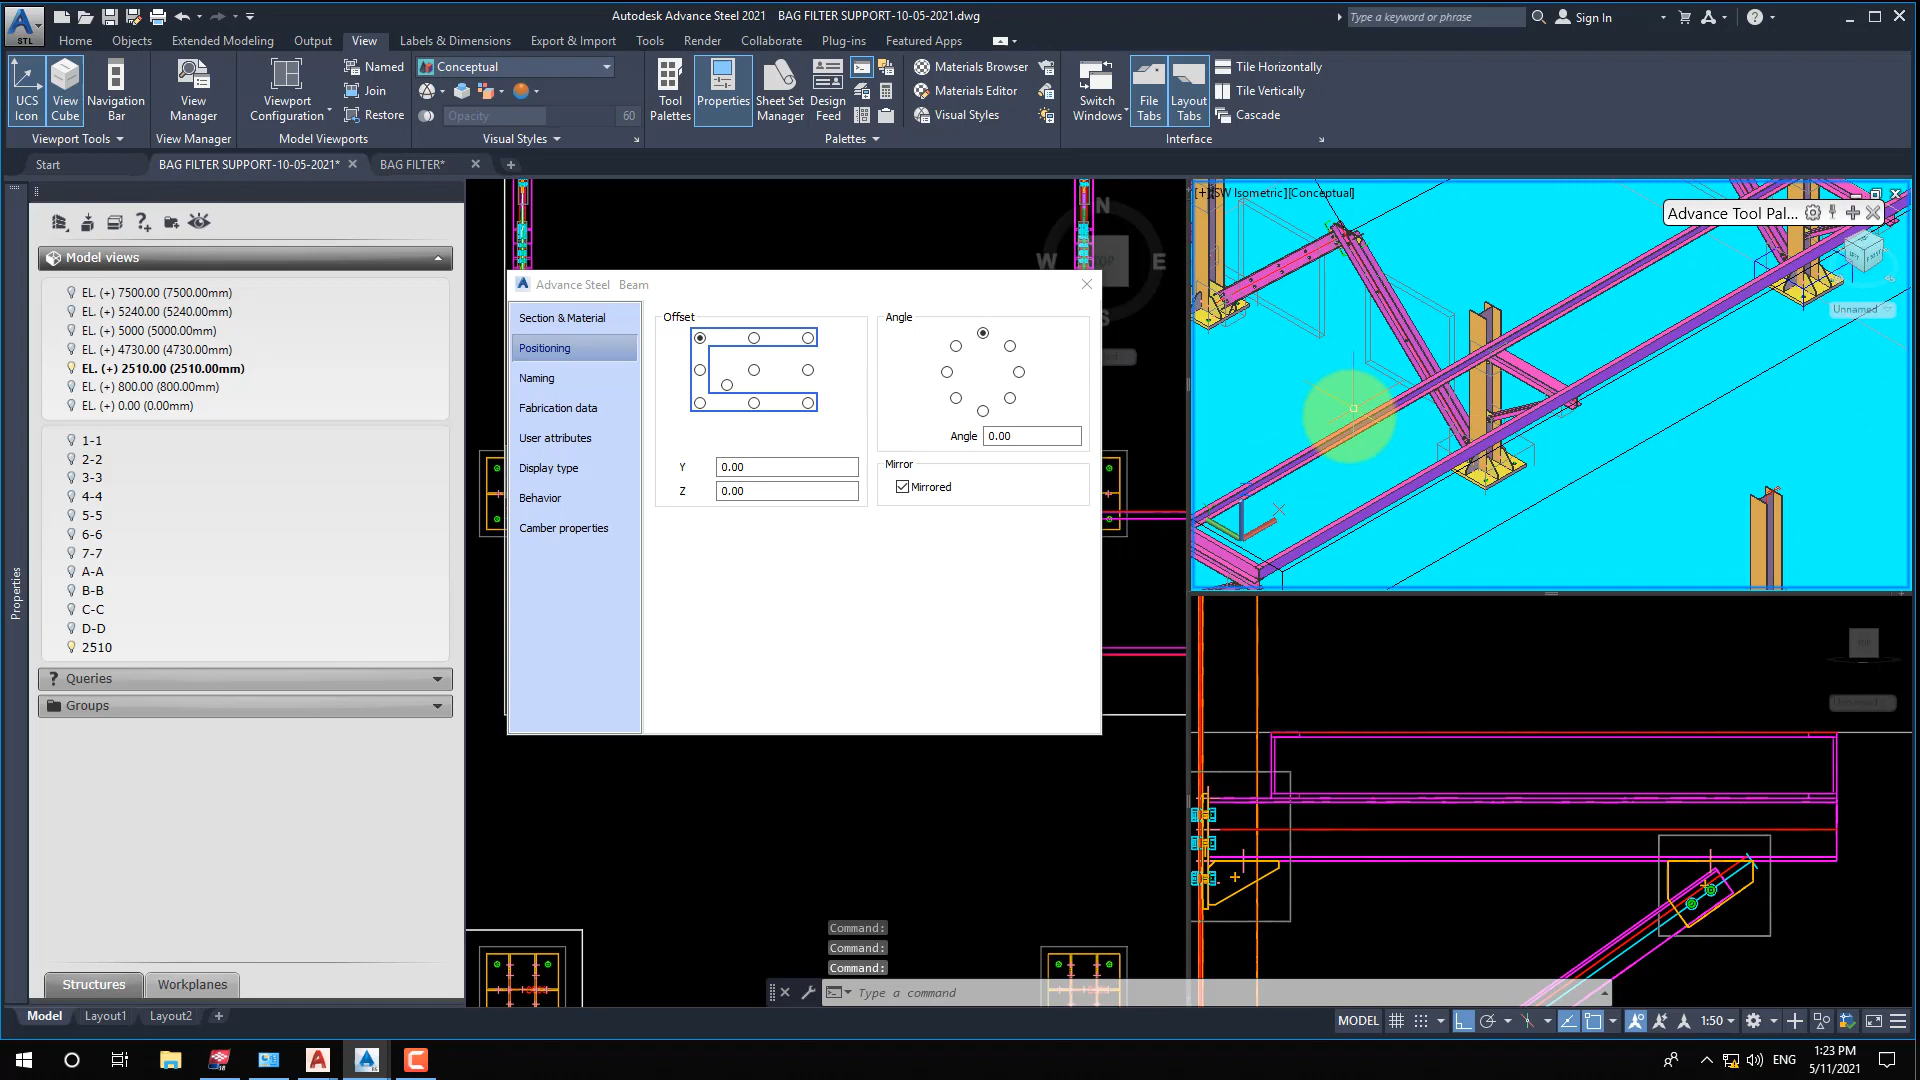 Autodesk Advance Steel 2021 BAG FILTER SUPPORT-10-05-2021.dwg
Type a keyword or phrase
Sign In
STL
Home Objects Extended Modeling Output View Labels & Dimensions Export & Import Tools Render Collaborate Plug-ins Featured Apps
UCS Icon
View Cube
Navigation Bar
Viewport Tools
View Manager
View Manager
Viewport Configuration
Named
Join
Restore
Model Viewports
Conceptual
Opacity 60
Visual Styles
Tool Palettes
Properties
Sheet Set Manager
Design Feed
Materials Browser
Materials Editor
Visual Styles
Palettes
Switch Windows
File Tabs
Layout Tabs
Tile Horizontally
Tile Vertically
Cascade
Interface
Start BAG FILTER SUPPORT-10-05-2021* BAG FILTER*
Properties
Model views
EL. (+) 7500.00 (7500.00mm)
EL. (+) 5240.00 (5240.00mm)
EL. (+) 5000 (5000.00mm)
EL. (+) 4730.00 (4730.00mm)
EL. (+) 2510.00 (2510.00mm)
EL. (+) 800.00 (800.00mm)
EL. (+) 0.00 (0.00mm)
1-1
2-2
3-3
4-4
5-5
6-6
7-7
A-A
B-B
C-C
D-D
2510
Queries
Groups
Structures Workplanes
Advance Steel Beam
Section & Material
Positioning
Naming
Fabrication data
User attributes
Display type
Behavior
Camber properties
Offset
Y 0.00
Z 0.00
Angle
Angle 0.00
Mirror
Mirrored
N
W TOP E
S
[+][SW Isometric][Conceptual]
Advance Tool Pal...
Unnamed
Unnamed
Command:
Command:
Command:
Type a command
Model Layout1 Layout2
MODEL 1:50
ENG
1:23 PM
5/11/2021